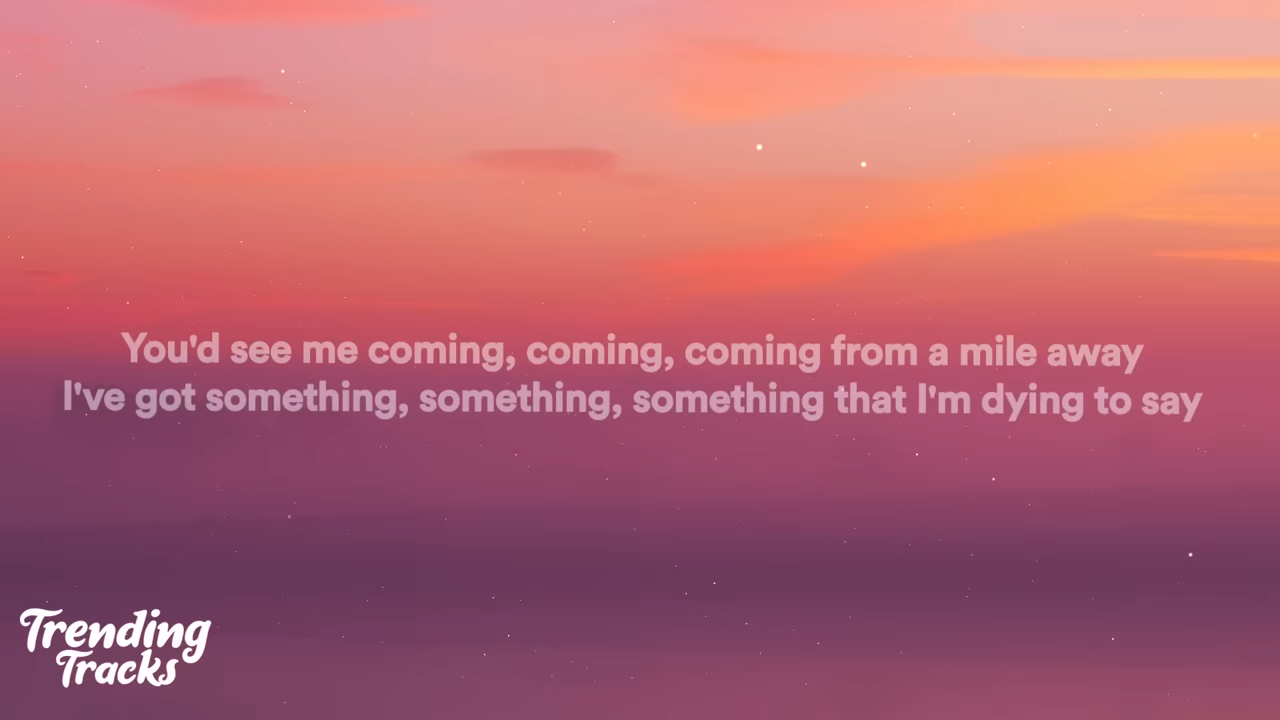 You'd see me coming, coming, coming from a mile away
I've got something, something, something that I'm dying to say
Trending
Tracks